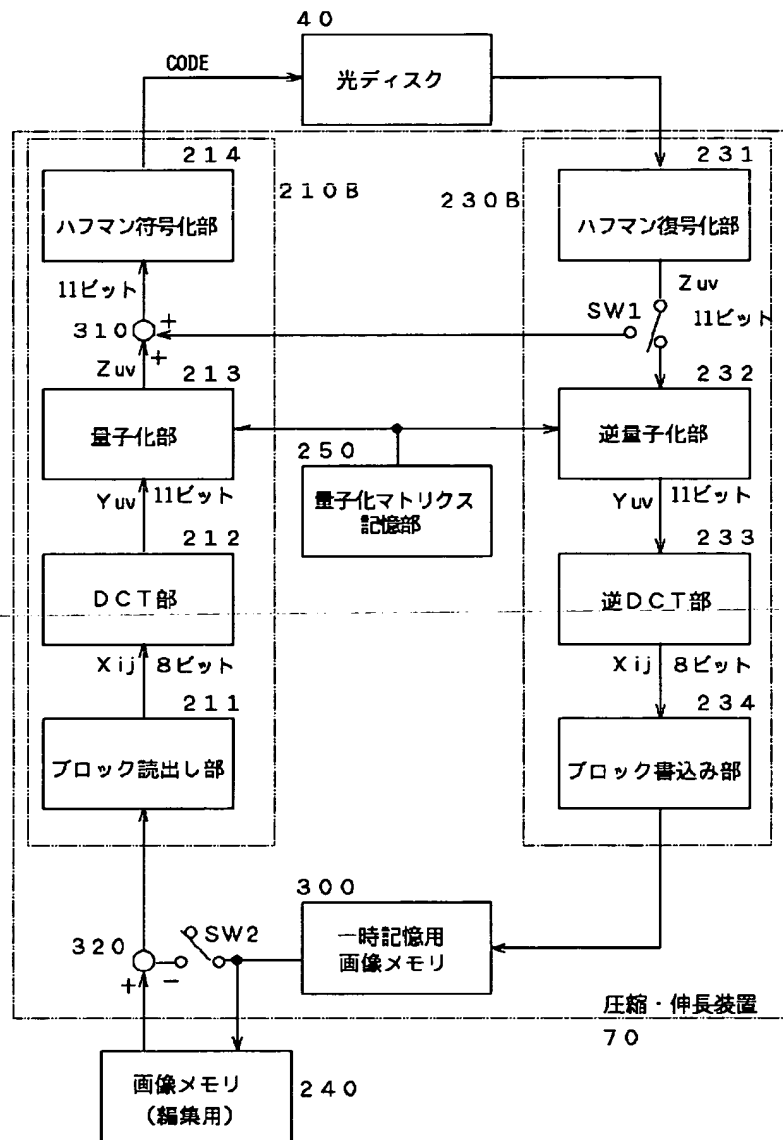 ４０
CODE
光ディスク
２１４
ハフマン符号化部
２１０Ｂ
２３０Ｂ
２３１
ハフマン復号化部
11ビット
３１０
+
+
Zuv
SW1
Zuv
11ビット
２１３
量子化部
２３２
逆量子化部
２５０
量子化マトリクス
記憶部
Yuv
11ビット
Yuv
11ビット
２１２
ＤＣＴ部
２３３
逆ＤＣＴ部
Xij
8ビット
Xij
8ビット
２１１
ブロック読出し部
２３４
ブロック書込み部
３００
一時記憶用
画像メモリ
３２０
SW2
+
−
圧縮・伸長装置
７０
画像メモリ
（編集用）
２４０